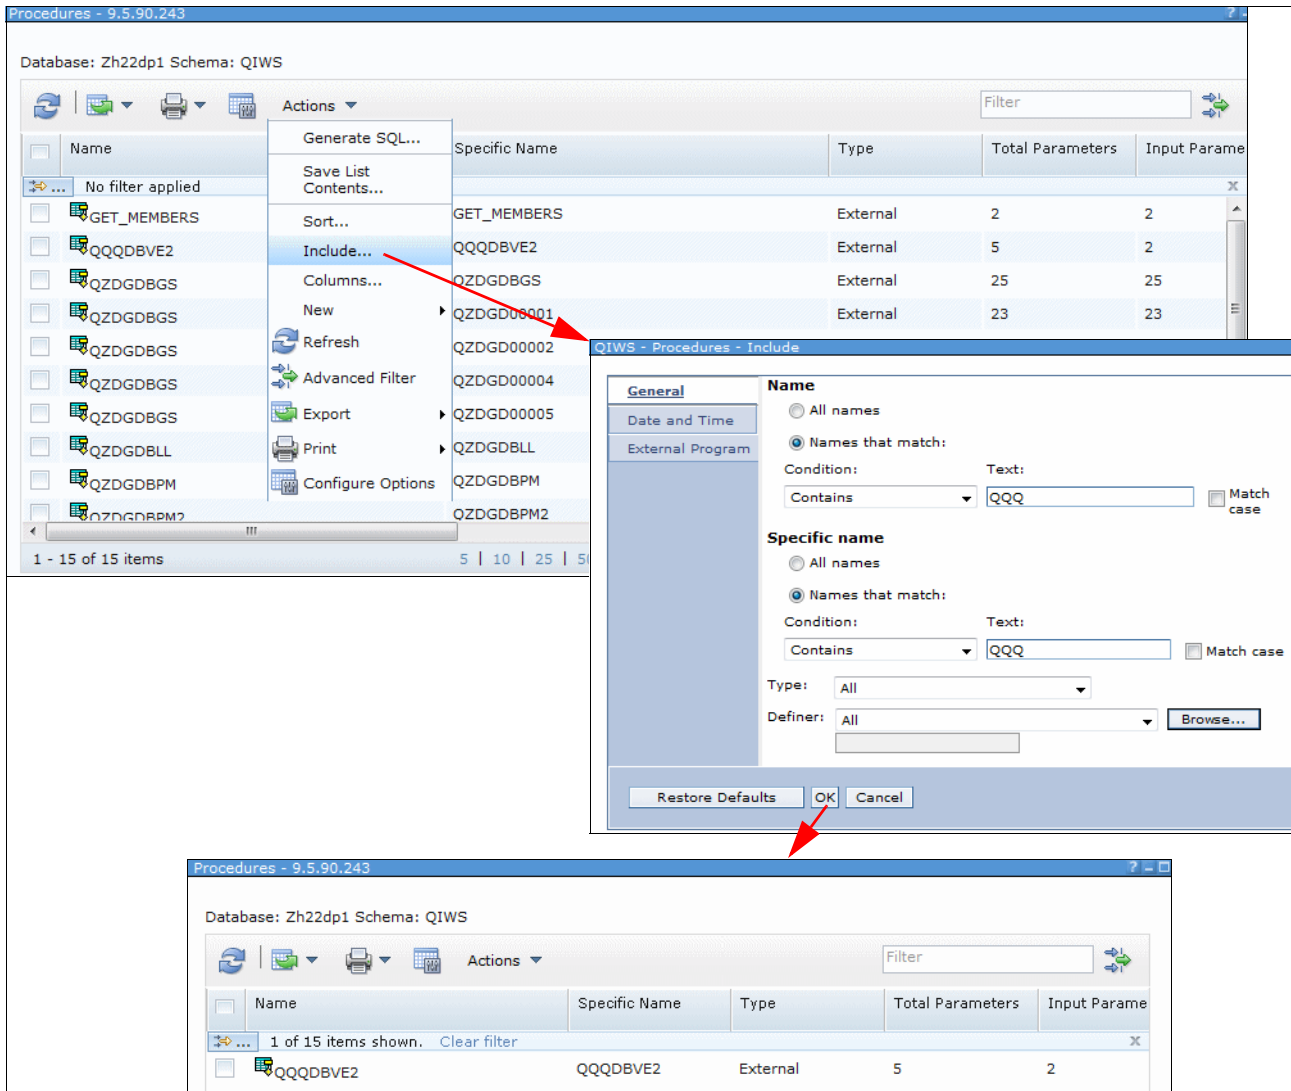 Procedures - 9.5.90.243
Database: Zh22dp1 Schema: QIWS
Actions
Filter
Name Specific Name Type Total Parameters Input Parame
... No filter applied
GET_MEMBERS GET_MEMBERS External 2 2
QQQDBVE2 QQQDBVE2 External 5 2
QZDGDBGS QZDGDBGS External 25 25
QZDGDBGS QZDGD00001 External 23 23
QZDGDBGS QZDGD00002
QZDGDBGS QZDGD00004
QZDGDBGS QZDGD00005
QZDGDBLL QZDGDBLL
QZDGDBPM QZDGDBPM
QZDGDBPM2 QZDGDBPM2
1 - 15 of 15 items 5 | 10 | 25 | 50
Generate SQL...
Save List
Contents...
Sort...
Include...
Columns...
New
Refresh
Advanced Filter
Export
Print
Configure Options
QIWS - Procedures - Include
General
Date and Time
External Program
Name
All names
Names that match:
Condition: Text:
Contains QQQ Match
case
Specific name
All names
Names that match:
Condition: Text:
Contains QQQ Match case
Type: All
Definer: All Browse...
Restore Defaults OK Cancel
Procedures - 9.5.90.243
Database: Zh22dp1 Schema: QIWS
Actions
Filter
Name Specific Name Type Total Parameters Input Parame
... 1 of 15 items shown. Clear filter
QQQDBVE2 QQQDBVE2 External 5 2